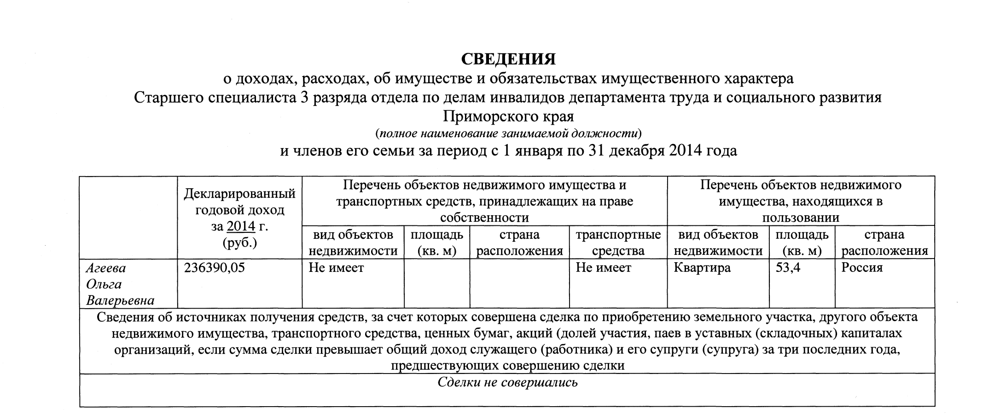 СВЕДЕНИЯ
о доходах, расходах, об имуществе и обязательствах имущественного характера
Старшего специалиста 3 разряда отдела по делам инвалидов департамента труда и социального развития
Приморского края
(полное наименование занимаемой должности)
и членов его семьи за период с 1 января по 31 декабря 2014 года
Декларированный
годовой доход
за 2014 г.
(руб.)
Перечень объектов недвижимого имущества и
транспортных средств, принадлежащих на праве
собственности
Перечень объектов недвижимого
имущества, находящихся в
пользовании
вид объектов
недвижимости
площадь
(кв. м)
страна
расположения
транспортные
средства
вид объектов
недвижимости
площадь
(кв. м)
страна
расположения
Агеева
Ольга
Валерьевна
236390,05
Не имеет
Не имеет
Квартира
53,4
Россия
Сведения об источниках получения средств, за счет которых совершена сделка по приобретению земельного участка, другого объекта
недвижимого имущества, транспортного средства, ценных бумаг, акций (долей участия, паев в уставных (складочных) капиталах
организаций, если сумма сделки превышает общий доход служащего (работника) и его супруги (супруга) за три последних года,
предшествующих совершению сделки
Сделки не совершались